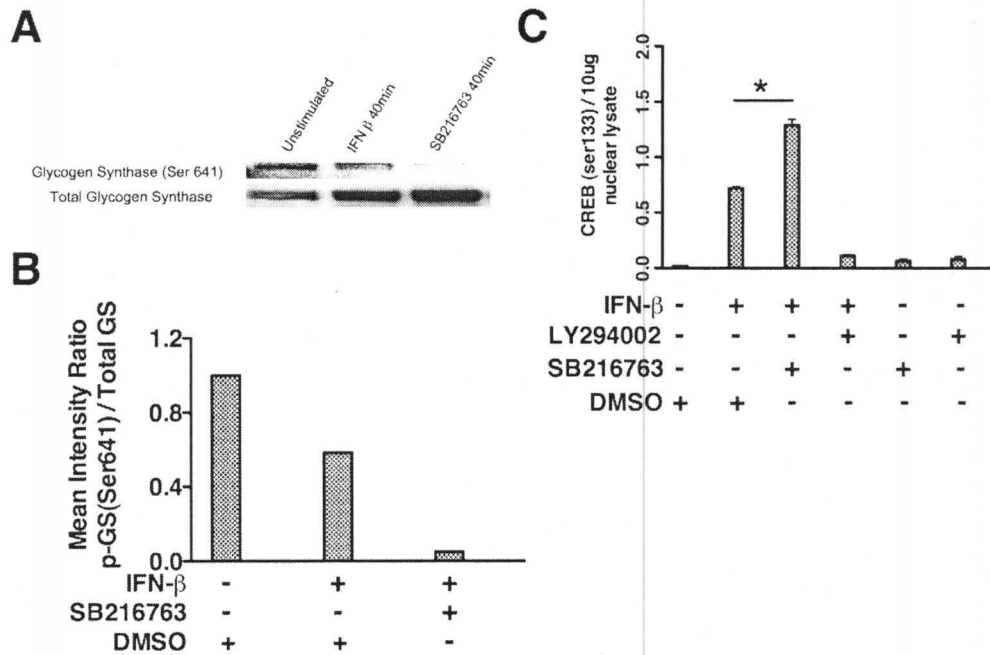 A
Unstimulated
IFN β 40min
SB216763 40min
Glycogen Synthase (Ser 641)
Total Glycogen Synthase
B
Mean Intensity Ratio
p-GS(Ser641) / Total GS
1.2
0.8
0.4
0.0
IFN-β - + +
SB216763 - - +
DMSO + + -
C
CREB (ser133) / 10ug
nuclear lysate
2.0
1.5
1.0
0.5
0.0
*
IFN-β - + + + - -
LY294002 - - - + - +
SB216763 - - + - + -
DMSO + + - - - -